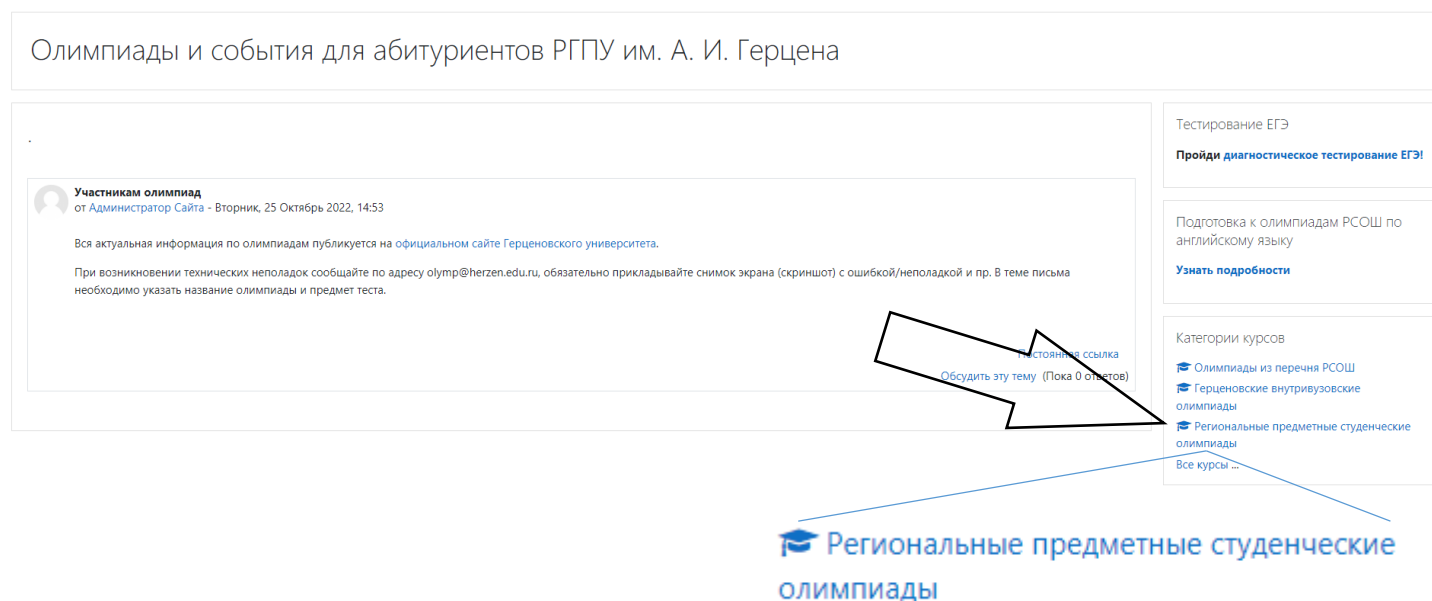 Олимпиады и события для абитуриентов РГПУ им. А. И. Герцена
.
Участникам олимпиад
от Администратор Сайта - Вторник, 25 Октябрь 2022, 14:53
Вся актуальная информация по олимпиадам публикуется на официальном сайте Герценовского университета.
При возникновении технических неполадок сообщайте по адресу olymp@herzen.edu.ru, обязательно прикладывайте снимок экрана (скриншот) с ошибкой/неполадкой и пр. В теме письма
необходимо указать название олимпиады и предмет теста.
Постоянная ссылка
Обсудить эту тему (Пока 0 ответов)
Тестирование ЕГЭ
Пройди диагностическое тестирование ЕГЭ!
Подготовка к олимпиадам РСОШ по
английскому языку
Узнать подробности
Категории курсов
Олимпиады из перечня РСОШ
Герценовские внутривузовские
олимпиады
Региональные предметные студенческие
олимпиады
Все курсы ...
Региональные предметные студенческие
олимпиады